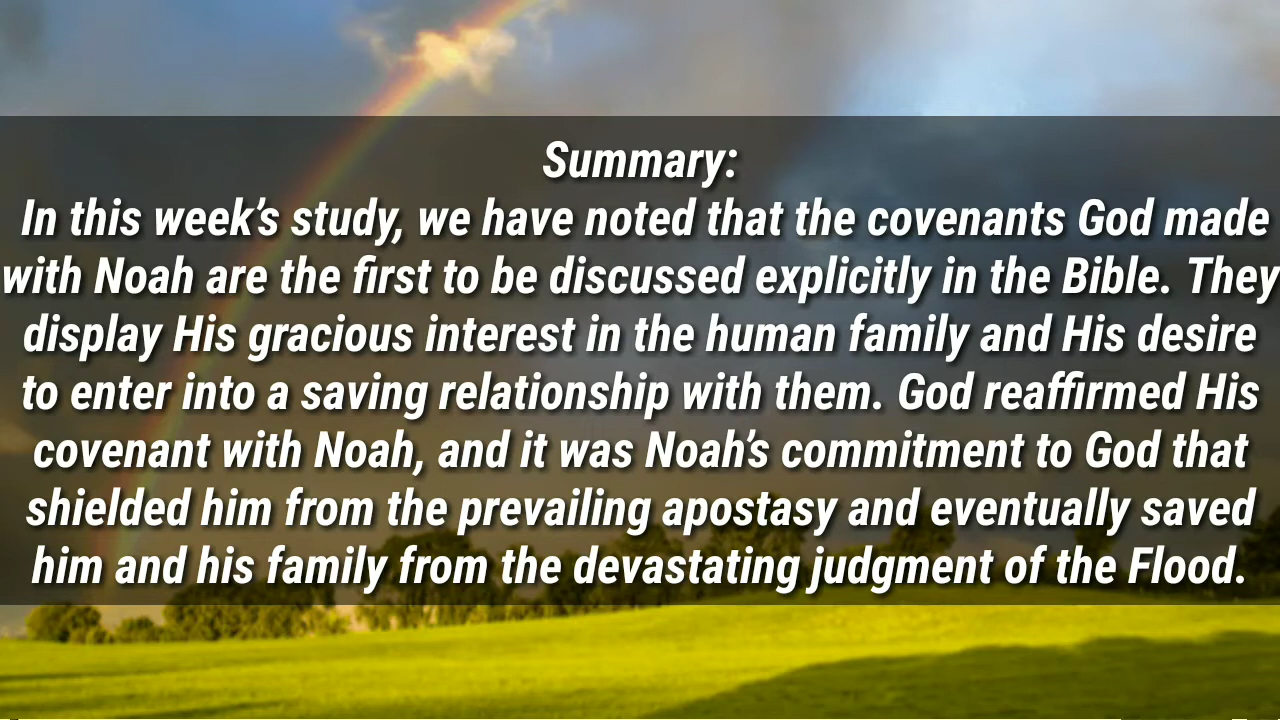 Summary:
In this week’s study, we have noted that the covenants God made
with Noah are the first to be discussed explicitly in the Bible. They
display His gracious interest in the human family and His desire
to enter into a saving relationship with them. God reaffirmed His
covenant with Noah, and it was Noah’s commitment to God that
shielded him from the prevailing apostasy and eventually saved
him and his family from the devastating judgment of the Flood.